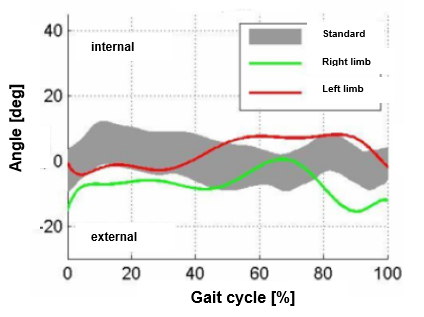 40
internal
Standard
Right limb
Left limb
20
Angle [deg]
0
-20
external
0 20 40 60 80 100
Gait cycle [%]